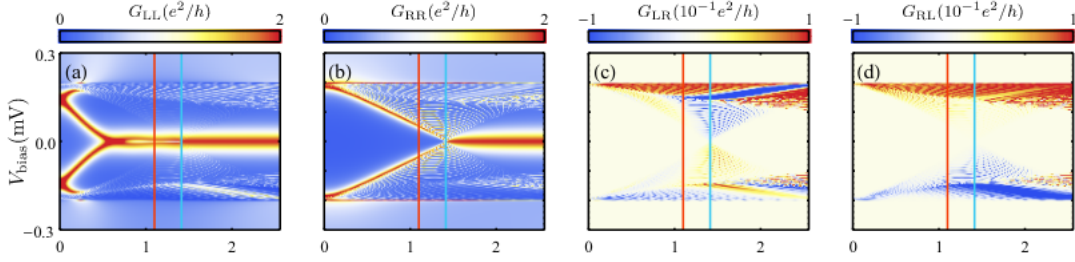 G_LL(e²/h) G_RR(e²/h) G_LR(10⁻¹e²/h) G_RL(10⁻¹e²/h)
0 2 0 2 −1 1 −1 1
(a) (b) (c) (d)
0.3
0.0
−0.3
V_bias(mV)
0 1 2 0 1 2 0 1 2 0 1 2